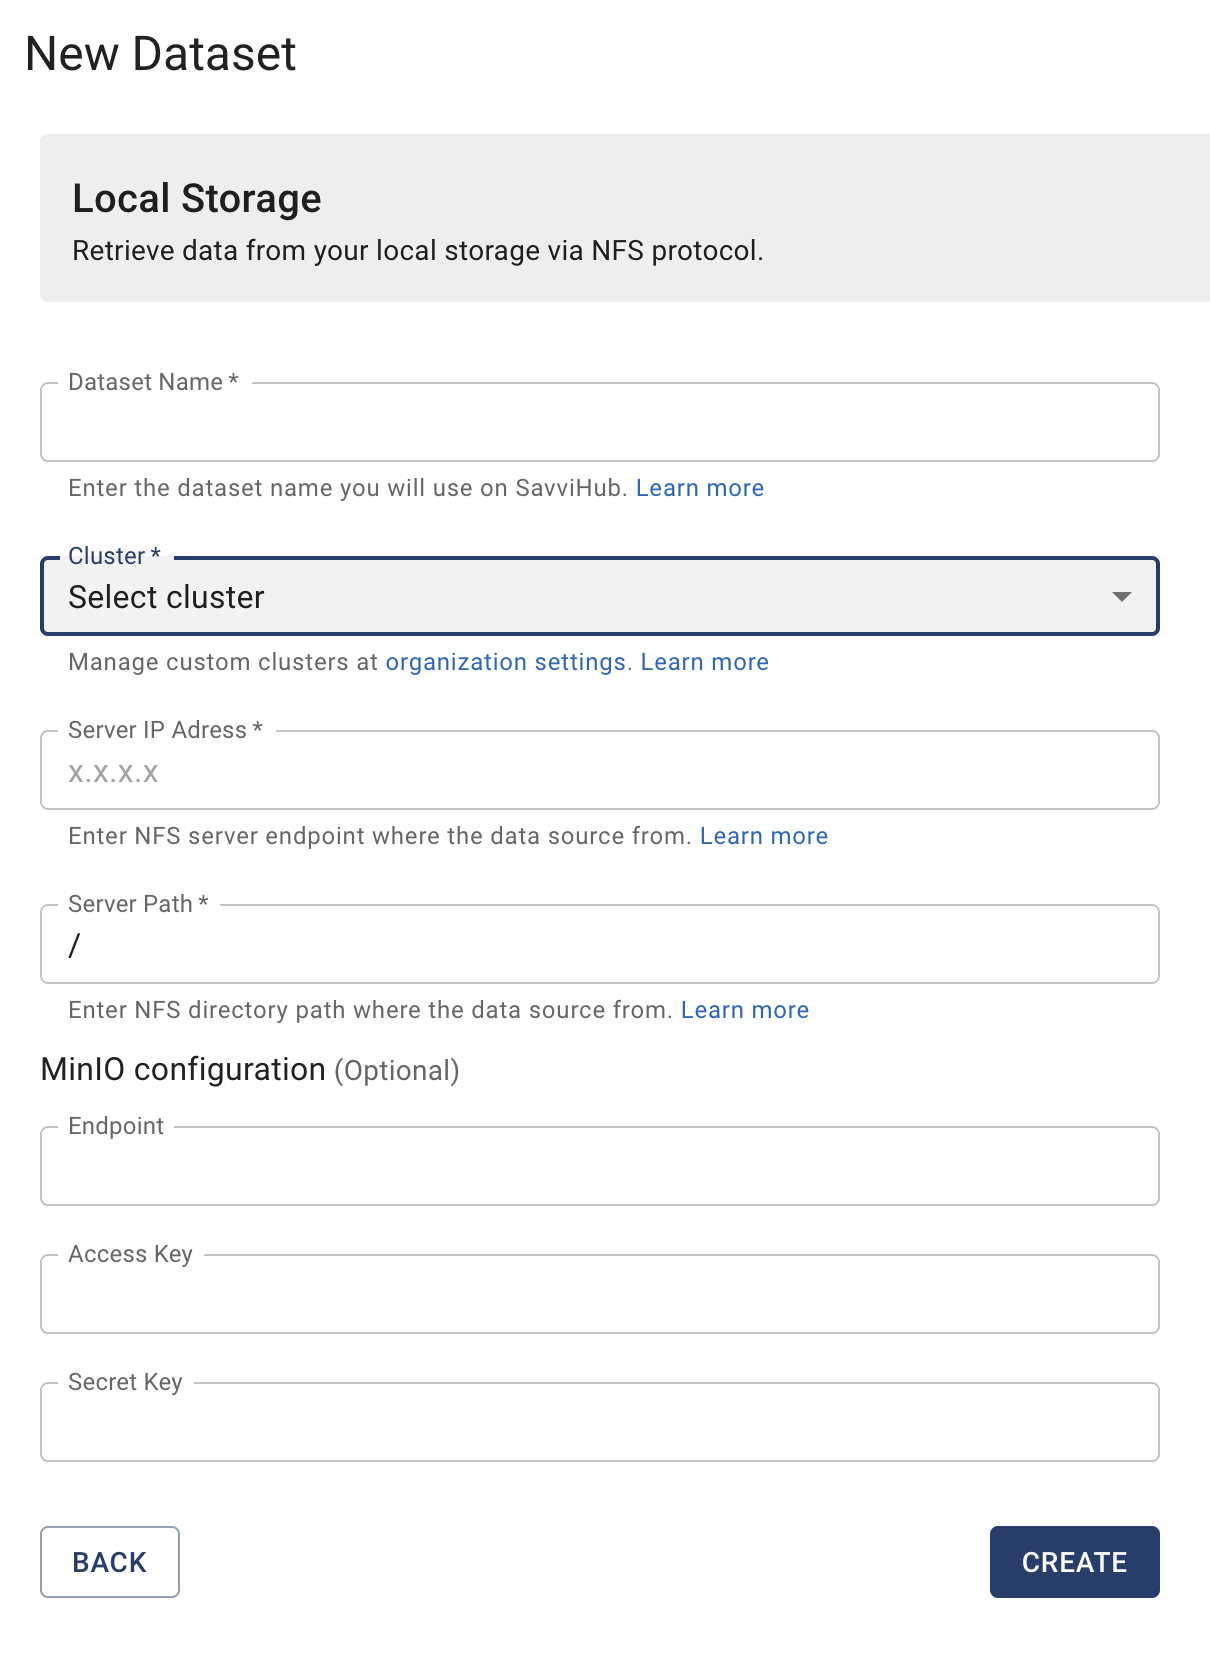 New Dataset
Local Storage
Retrieve data from your local storage via NFS protocol.
Dataset Name *
Enter the dataset name you will use on SavviHub. Learn more
Cluster *
Select cluster
Manage custom clusters at organization settings. Learn more
Server IP Adress *
x.x.x.x
Enter NFS server endpoint where the data source from. Learn more
Server Path *
/
Enter NFS directory path where the data source from. Learn more
MinIO configuration (Optional)
Endpoint
Access Key
Secret Key
BACK
CREATE